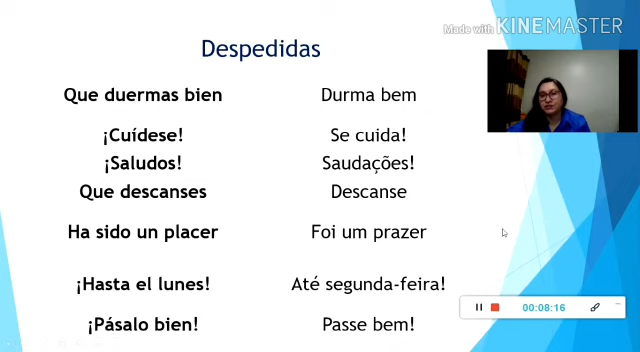 Made with KINEMASTER
Despedidas
Que duermas bien Durma bem
¡Cuídese! Se cuida!
¡Saludos! Saudações!
Que descanses Descanse
Ha sido un placer Foi um prazer
¡Hasta el lunes! Até segunda-feira!
00:08:16
¡Pásalo bien! Passe bem!